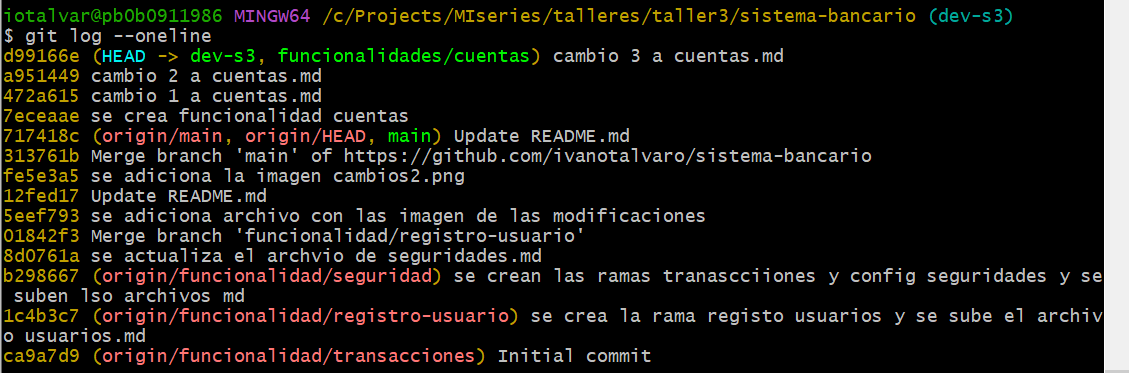 iotalvar@pb0b0911986 MINGW64 /c/Projects/MIseries/talleres/taller3/sistema-bancario (dev-s3)
$ git log --oneline
d99166e (HEAD -> dev-s3, funcionalidades/cuentas) cambio 3 a cuentas.md
a951449 cambio 2 a cuentas.md
472a615 cambio 1 a cuentas.md
7eceaae se crea funcionalidad cuentas
717418c (origin/main, origin/HEAD, main) Update README.md
313761b Merge branch 'main' of https://github.com/ivanotalvaro/sistema-bancario
fe5e3a5 se adiciona la imagen cambios2.png
12fed17 Update README.md
5eef793 se adiciona archivo con las imagen de las modificaciones
01842f3 Merge branch 'funcionalidad/registro-usuario'
8d0761a se actualiza el archvio de seguridades.md
b298667 (origin/funcionalidad/seguridad) se crean las ramas tranascciiones y config seguridades y se
 suben lso archivos md
1c4b3c7 (origin/funcionalidad/registro-usuario) se crea la rama registo usuarios y se sube el archiv
o usuarios.md
ca9a7d9 (origin/funcionalidad/transacciones) Initial commit